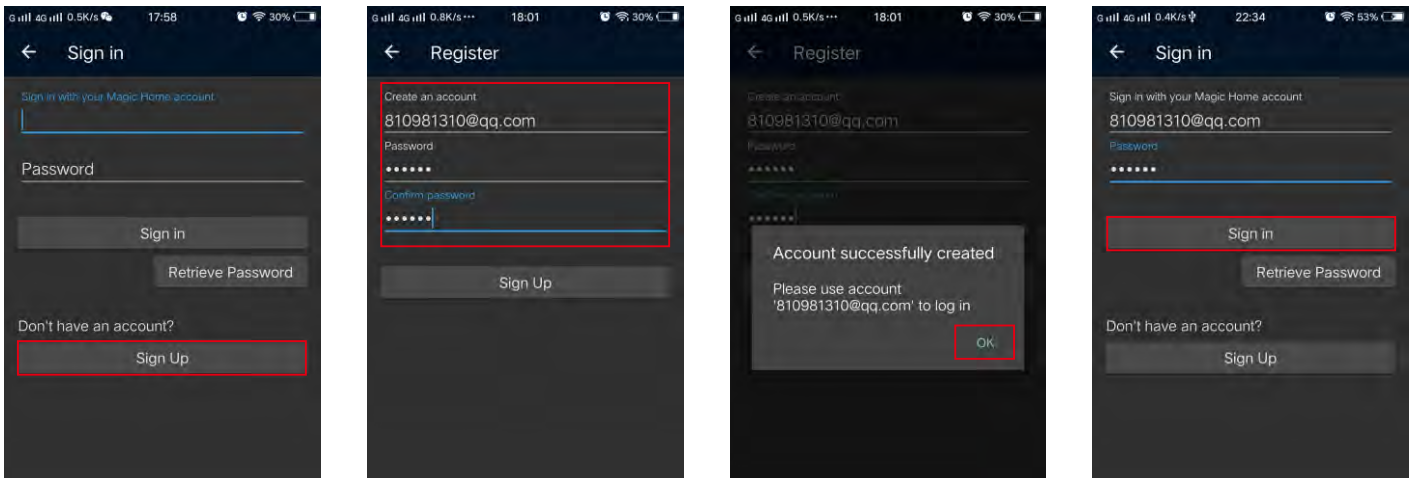 G 4G 0.5K/s 17:58 30%
Sign in
Sign in with your Magic Home account
Password
Sign in
Retrieve Password
Don't have an account?
Sign Up
G 4G 0.8K/s ··· 18:01 30%
Register
Create an account
810981310@qq.com
Password
••••••
Confirm password
••••••
Sign Up
G 4G 0.5K/s ··· 18:01 30%
Register
Create an account
810981310@qq.com
Password
••••••
••••••
Account successfully created
Please use account
'810981310@qq.com' to log in
OK
G 4G 0.4K/s 22:34 53%
Sign in
Sign in with your Magic Home account
810981310@qq.com
Password
••••••
Sign in
Retrieve Password
Don't have an account?
Sign Up